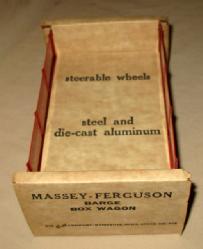 steerable wheels
steel and
die-cast aluminum
MASSEY-FERGUSON
BARGE
BOX WAGON